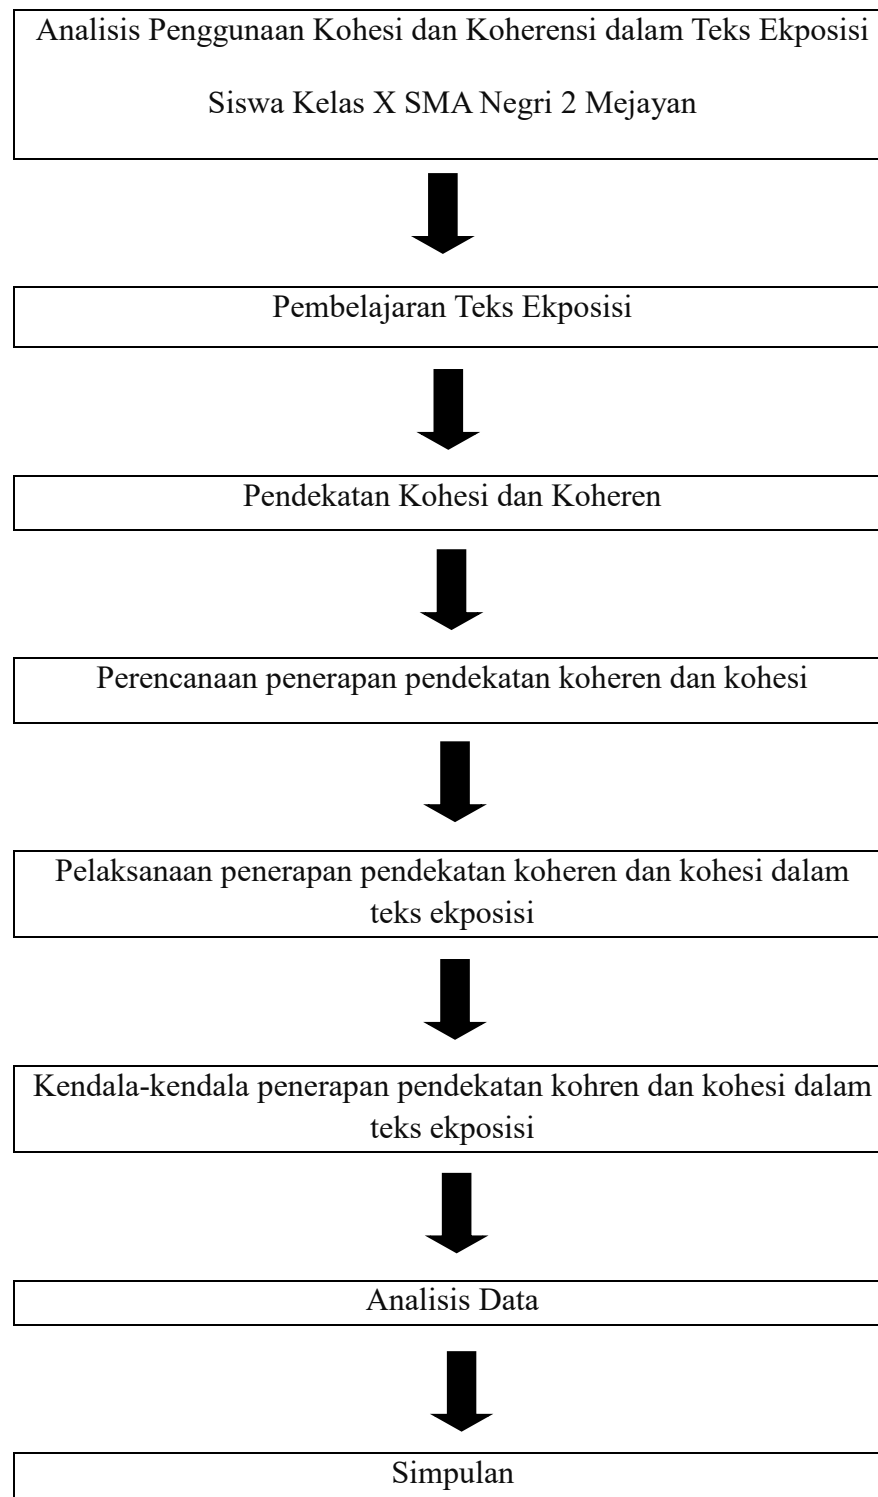 Analisis Penggunaan Kohesi dan Koherensi dalam Teks Ekposisi
Siswa Kelas X SMA Negri 2 Mejayan
Pembelajaran Teks Ekposisi
Pendekatan Kohesi dan Koheren
Perencanaan penerapan pendekatan koheren dan kohesi
Pelaksanaan penerapan pendekatan koheren dan kohesi dalam
teks ekposisi
Kendala-kendala penerapan pendekatan kohren dan kohesi dalam
teks ekposisi
Analisis Data
Simpulan